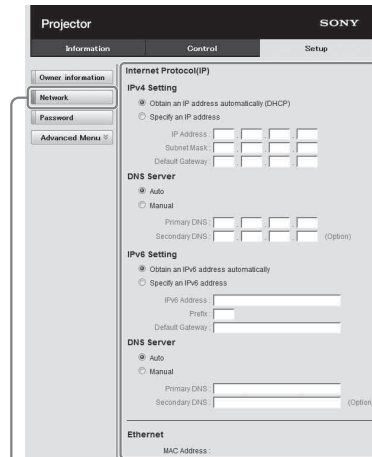 Projector SONY
Information Control Setup
Owner information
Network
Password
Advanced Menu
Internet Protocol(IP)
IPv4 Setting
Obtain an IP address automatically (DHCP)
Specify an IP address
IP Address :
Subnet Mask :
Default Gateway :
DNS Server
Auto
Manual
Primary DNS :
Secondary DNS : (Option)
IPv6 Setting
Obtain an IPv6 address automatically
Specify an IPv6 address
IPv6 Address :
Prefix :
Default Gateway :
DNS Server
Auto
Manual
Primary DNS :
Secondary DNS : (Option
Ethernet
MAC Address :